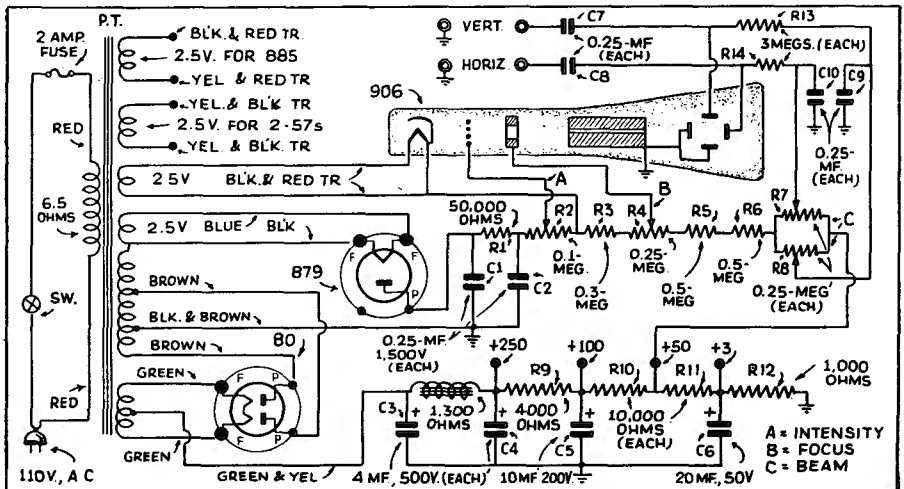 P.T.
2 AMP.
FUSE
BLK. & RED TR.
2.5V. FOR 885
YEL & RED TR
YEL. & BLK TR
2.5V. FOR 2-57s
YEL. & BLK. TR
RED
6.5
OHMS
2.5V
BLK. & RED TR
2.5V
BLUE
BLK
BROWN
BLK. & BROWN
BROWN
GREEN
GREEN
GREEN & YEL
SW.
RED
110V., A C
VERT.
HORIZ.
C7
0.25-MF
(EACH)
C8
R13
3MEGS. (EACH)
R14
C10
C9
0.25-
MF.
(EACH)
906
A
B
50,000
OHMS
R1
R2
R3
R4
R5
R6
R7
R8
C
0.1-
MEG.
0.3-
MEG
0.25-
MEG.
0.5-
MEG
0.5-
MEG
0.25-MEG
(EACH)
C1
C2
0.25-MF.
1,500V
(EACH)
879
F
F
P
80
F
P
F
P
+250
+100
+50
+3
R9
R10
R11
R12
1,000
OHMS
1,300
OHMS
4000
OHMS
10,000
OHMS
(EACH)
C3
+
+
C4
+
C5
+
C6
4 MF., 500V. (EACH)
10 MF 200V.
20 MF, 50V
A = INTENSITY
B = FOCUS
C = BEAM